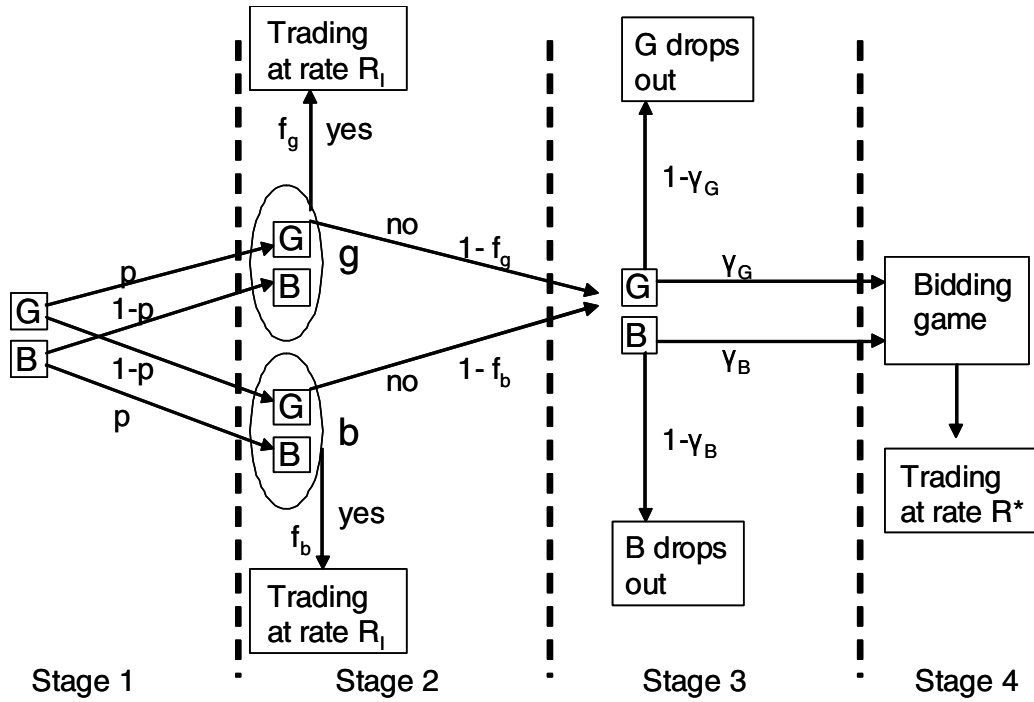 Trading
at rate R_I
f_g
yes
G
B
g
no
1- f_g
p
1-p
G
B
1-p
p
G
B
b
no
1- f_b
yes
f_b
Trading
at rate R_I
G drops
out
1-γ_G
G
B
γ_G
γ_B
1-γ_B
B drops
out
Bidding
game
Trading
at rate R*
Stage 1
Stage 2
Stage 3
Stage 4